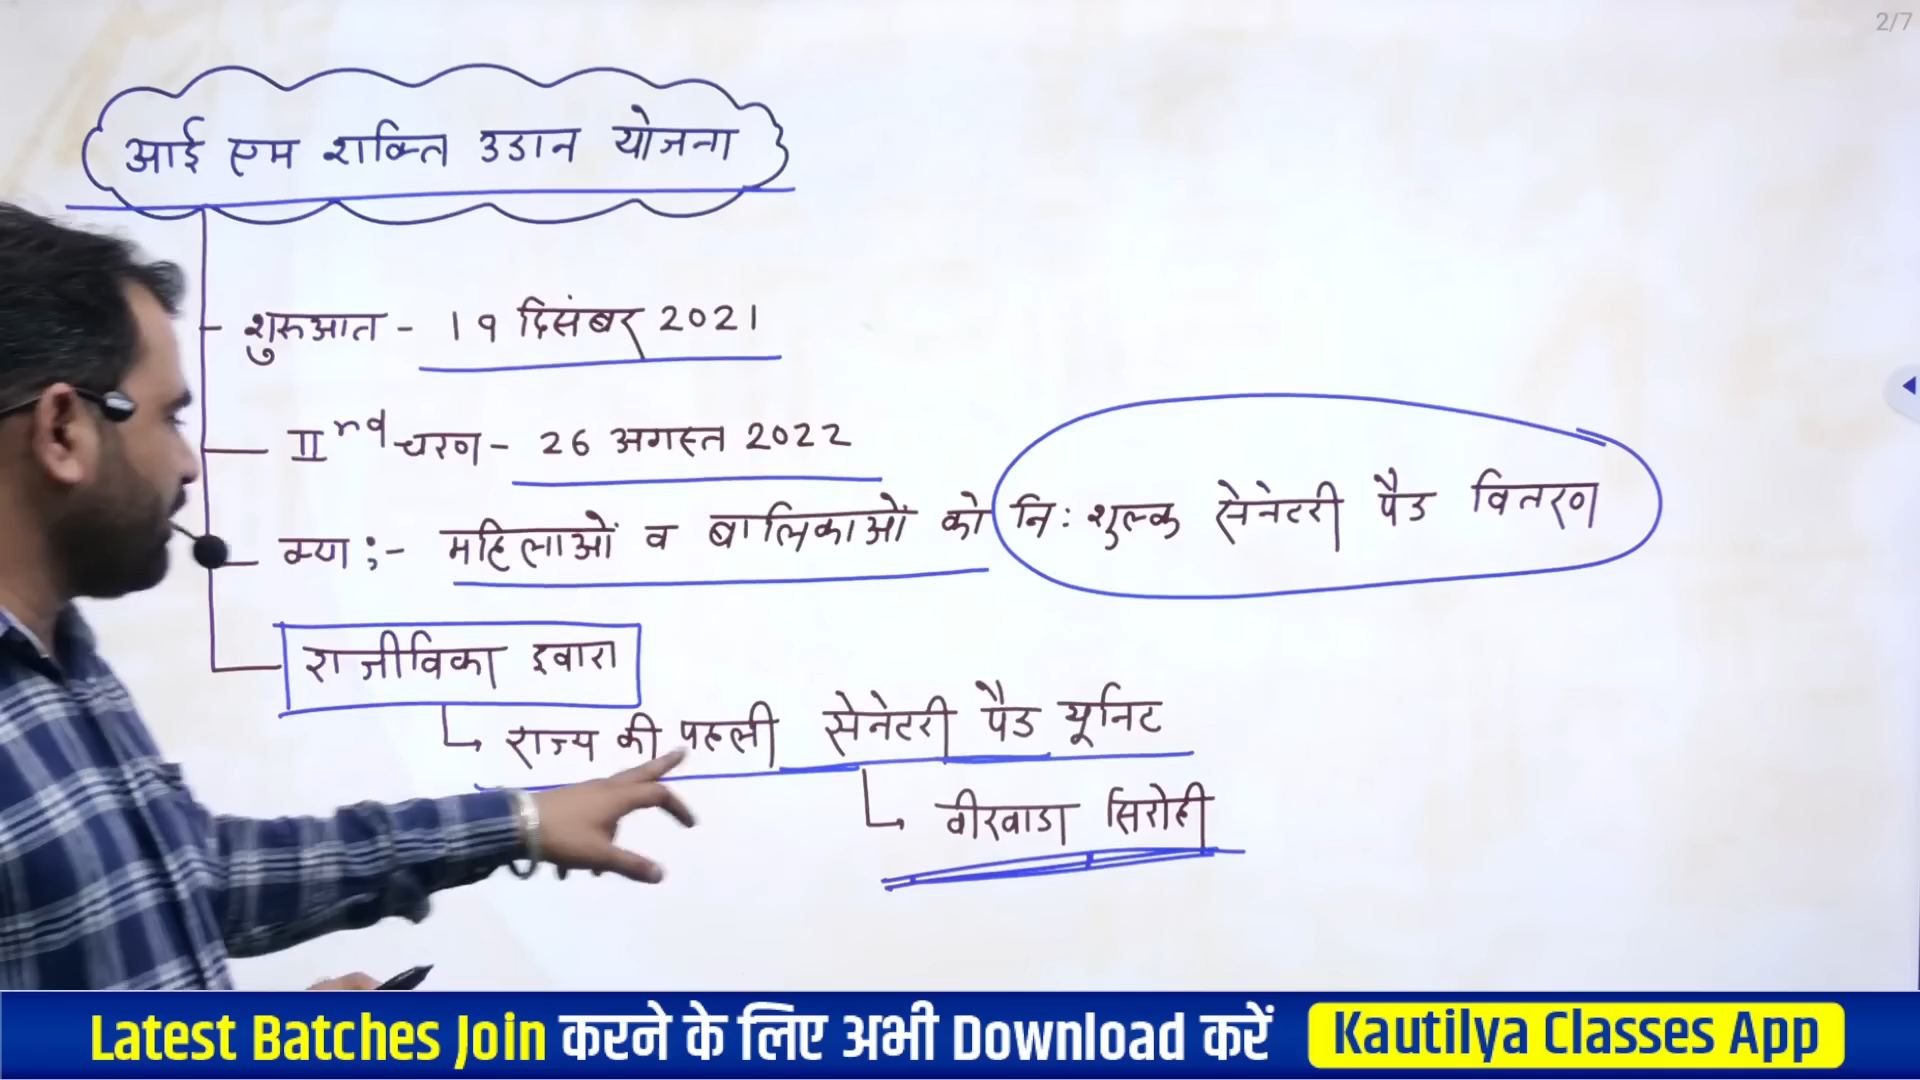 2/7
आई एम शक्ति उडान योजना
शुरुआत - 19 दिसंबर 2021
IInd चरण - 26 अगस्त 2022
क्या :- महिलाओं व बालिकाओं को नि: शुल्क सेनेटरी पैड वितरण
राजीविका द्वारा
राज्य की पहली सेनेटरी पैड यूनिट
वीरवाडा सिरोही
Latest Batches Join करने के लिए अभी Download करें Kautilya Classes App